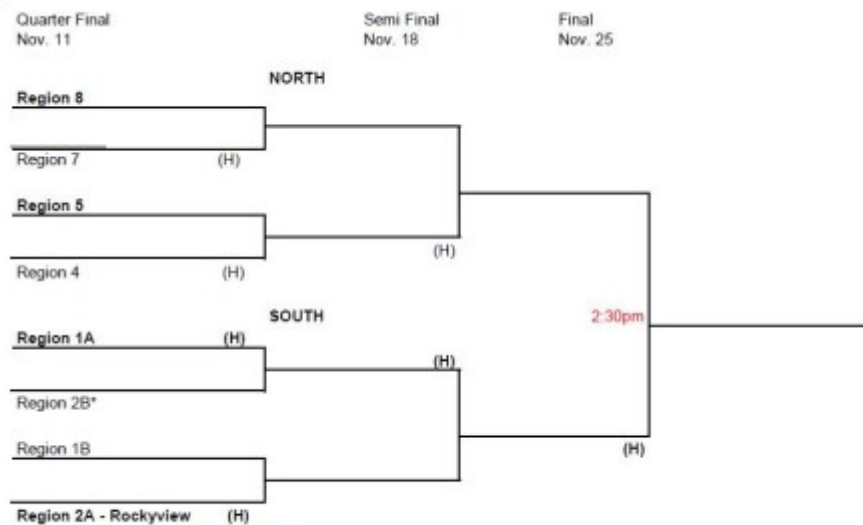 Quarter Final Semi Final Final
Nov. 11 Nov. 18 Nov. 25
NORTH
Region 8
Region 7 (H)
Region 5
(H)
Region 4 (H)
SOUTH 2:30pm
Region 1A (H)
(H)
Region 2B*
Region 1B (H)
Region 2A - Rockyview (H)